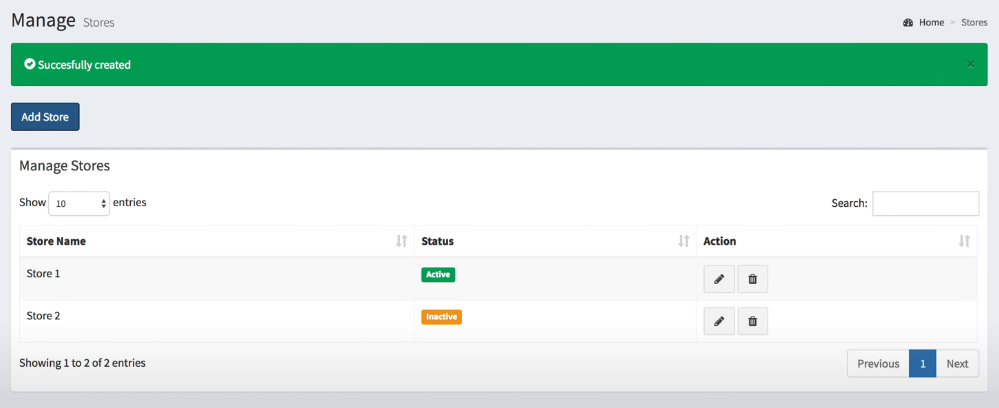 Manage Stores
Home > Stores
Succesfully created ×
Add Store
Manage Stores
Show 10 entries
Search:
Store Name Status Action
Store 1 Active
Store 2 Inactive
Showing 1 to 2 of 2 entries
Previous 1 Next